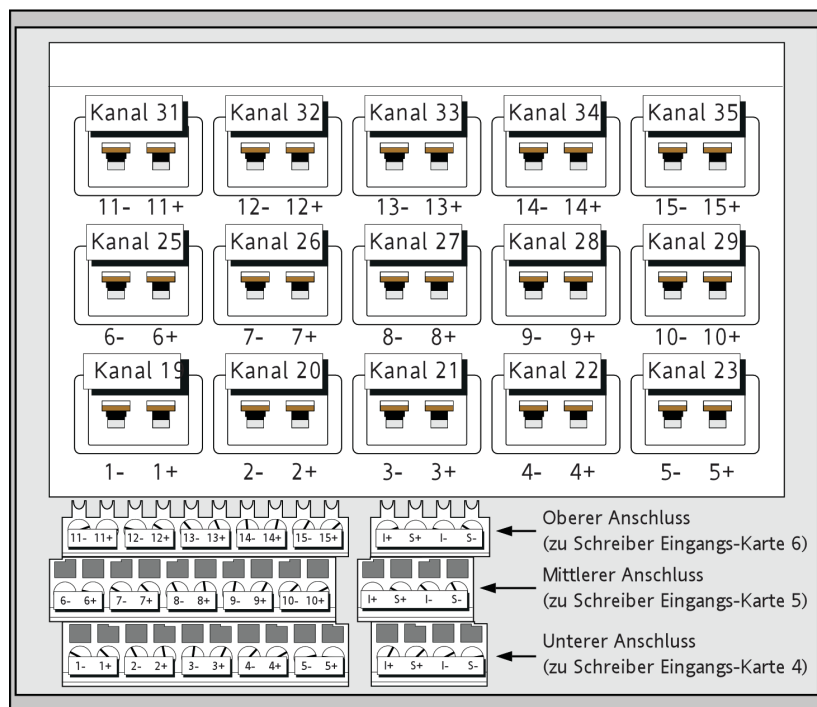 Kanal 31 Kanal 32 Kanal 33 Kanal 34 Kanal 35
11- 11+ 12- 12+ 13- 13+ 14- 14+ 15- 15+
Kanal 25 Kanal 26 Kanal 27 Kanal 28 Kanal 29
6- 6+ 7- 7+ 8- 8+ 9- 9+ 10- 10+
Kanal 19 Kanal 20 Kanal 21 Kanal 22 Kanal 23
1- 1+ 2- 2+ 3- 3+ 4- 4+ 5- 5+
11- 11+ 12- 12+ 13- 13+ 14- 14+ 15- 15+ I+ S+ I- S-
Oberer Anschluss
(zu Schreiber Eingangs-Karte 6)
6- 6+ 7- 7+ 8- 8+ 9- 9+ 10- 10+ I+ S+ I- S-
Mittlerer Anschluss
(zu Schreiber Eingangs-Karte 5)
1- 1+ 2- 2+ 3- 3+ 4- 4+ 5- 5+ I+ S+ I- S-
Unterer Anschluss
(zu Schreiber Eingangs-Karte 4)